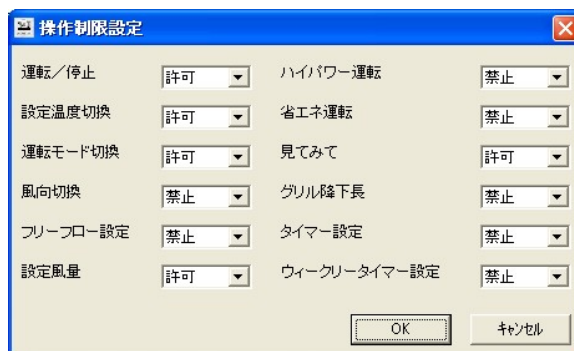 操作制限設定
運転／停止 許可 ハイパワー運転 禁止
設定温度切換 許可 省エネ運転 禁止
運転モード切換 許可 見てみて 許可
風向切換 禁止 グリル降下長 禁止
フリーフロー設定 禁止 タイマー設定 禁止
設定風量 許可 ウィークリータイマー設定 禁止
OK キャンセル